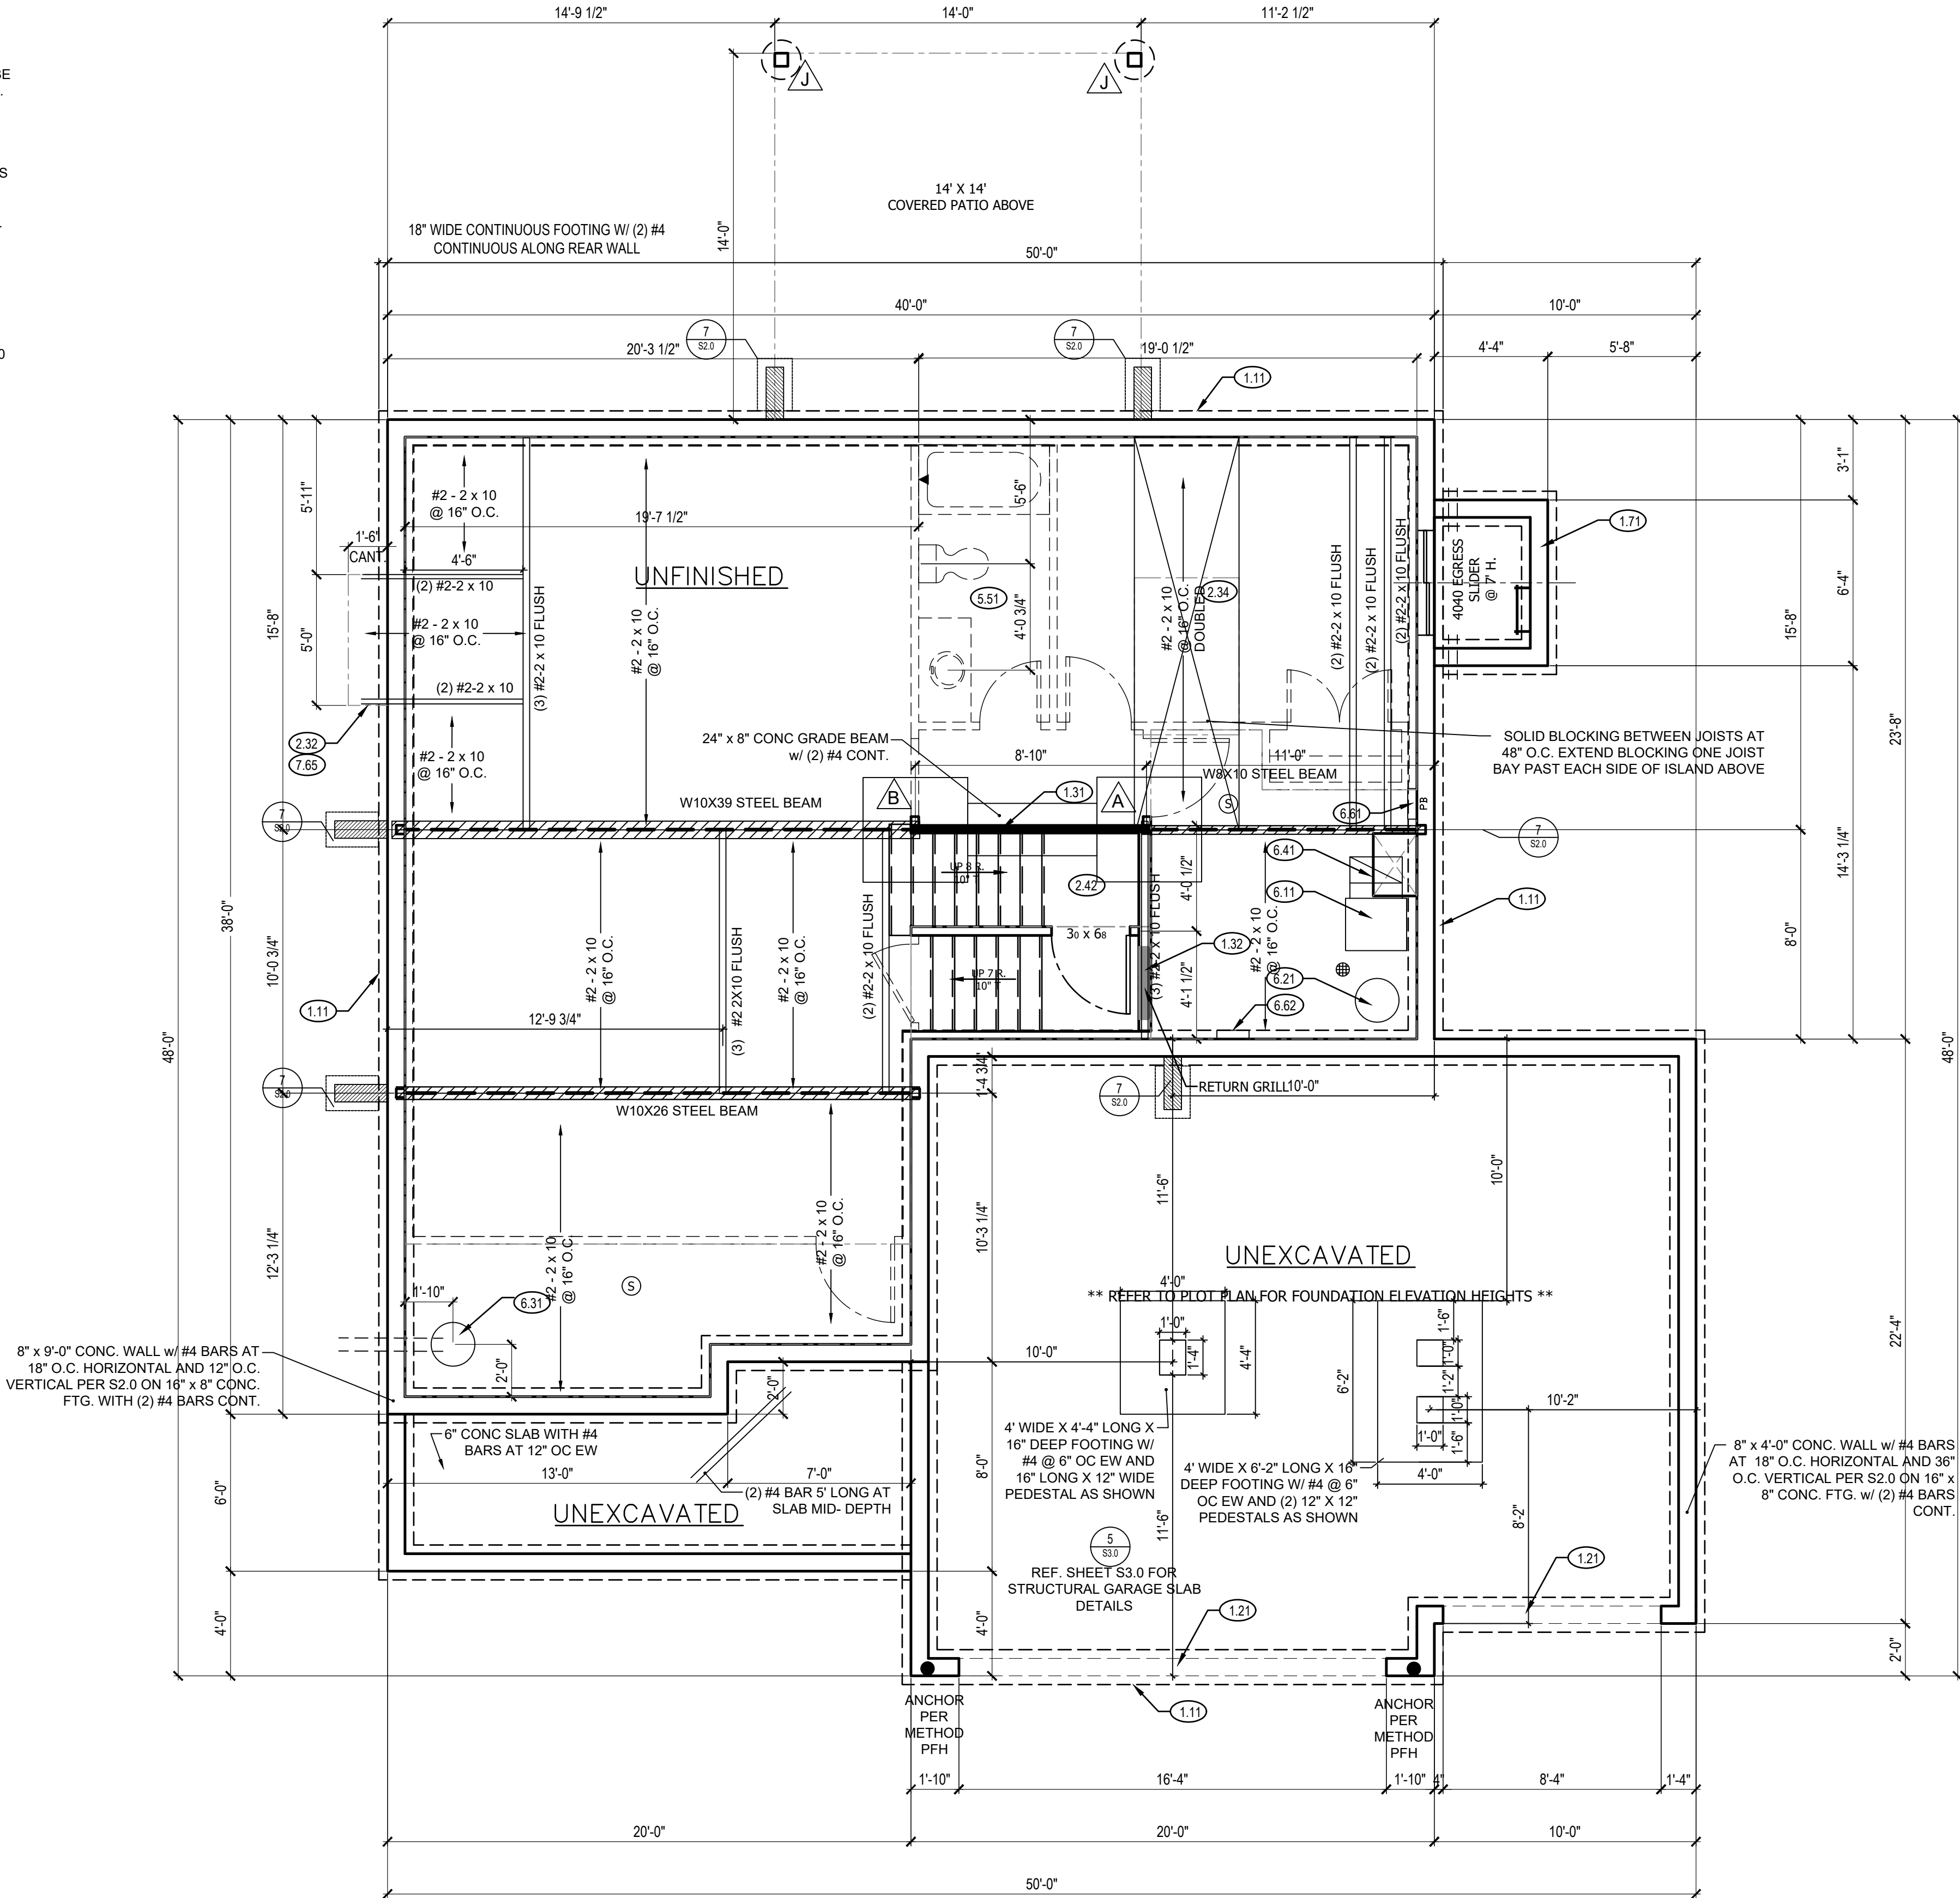 14'-9 1/2"
14'-0"
11'-2 1/2"
J
J
14' X 14'
COVERED PATIO ABOVE
14'-0"
18" WIDE CONTINUOUS FOOTING W/ (2) #4
CONTINUOUS ALONG REAR WALL
50'-0"
40'-0"
10'-0"
7
S2.0
7
S2.0
20'-3 1/2"
19'-0 1/2"
4'-4"
5'-8"
1.11
5'-11"
#2 - 2 x 10
@ 16" O.C.
19'-7 1/2"
5'-6"
3'-1"
1.71
1'-6"
CANT.
4'-6"
UNFINISHED
(2) #2-2 x 10
5.51
#2 - 2 x 10
@ 16" O.C.
DOUBLED
2.34
(2) #2-2 x 10 FLUSH
(2) #2-2 x 10 FLUSH
(2) #2-2 x 10 FLUSH
4040 EGRESS
SLIDER
@ 7' H.
6'-4"
15'-8"
5'-0"
#2 - 2 x 10
@ 16" O.C.
(3) #2-2 x 10 FLUSH
#2 - 2 x 10
@ 16" O.C.
4'-0 3/4"
15'-8"
(2) #2-2 x 10
2.32
7.65
#2 - 2 x 10
@ 16" O.C.
24" x 8" CONC GRADE BEAM
w/ (2) #4 CONT.
8'-10"
11'-0"
W8X10 STEEL BEAM
SOLID BLOCKING BETWEEN JOISTS AT
48" O.C. EXTEND BLOCKING ONE JOIST
BAY PAST EACH SIDE OF ISLAND ABOVE
23'-8"
W10X39 STEEL BEAM
B
1.31
A
S
6.61
PB
7
S2.0
7
S2.0
14'-3 1/4"
38'-0"
UP 8 R.
10" T
2.42
4'-0 1/2"
6.41
6.11
1.11
48'-0"
48'-0"
10'-0 3/4"
1.11
#2 - 2 x 10
@ 16" O.C.
(3) #2 2X10 FLUSH
#2 - 2 x 10
@ 16" O.C.
(2) #2-2 x 10 FLUSH
30 x 68
1.32
(3) #2-2 x 10 FLUSH
#2 - 2 x 10
@ 16" O.C.
8'-0"
UP 7 R.
10" T
4'-1 1/2"
6.21
6.62
12'-9 3/4"
7
S2.0
1'-4 3/4"
7
S2.0
RETURN GRILL
10'-0"
W10X26 STEEL BEAM
12'-3 1/4"
#2 - 2 x 10
@ 16" O.C.
#2 - 2 x 10
@ 16" O.C.
10'-3 1/4"
11'-6"
10'-0"
UNEXCAVATED
1'-10"
6.31
S
4'-0"
** REFER TO PLOT PLAN FOR FOUNDATION ELEVATION HEIGHTS **
1'-0"
1'-4"
4'-4"
6'-2"
1'-6"
1'-0"
1'-2"
1'-0"
1'-6"
1'-0"
4'-0"
22'-4"
8" x 9'-0" CONC. WALL w/ #4 BARS AT
18" O.C. HORIZONTAL AND 12" O.C.
VERTICAL PER S2.0 ON 16" x 8" CONC.
FTG. WITH (2) #4 BARS CONT.
2'-0"
2'-0"
10'-0"
10'-2"
6" CONC SLAB WITH #4
BARS AT 12" OC EW
4' WIDE X 4'-4" LONG X
16" DEEP FOOTING W/
#4 @ 6" OC EW AND
16" LONG X 12" WIDE
PEDESTAL AS SHOWN
4' WIDE X 6'-2" LONG X 16"
DEEP FOOTING W/ #4 @ 6"
OC EW AND (2) 12" X 12"
PEDESTALS AS SHOWN
8" x 4'-0" CONC. WALL w/ #4 BARS
AT 18" O.C. HORIZONTAL AND 36"
O.C. VERTICAL PER S2.0 ON 16" x
8" CONC. FTG. w/ (2) #4 BARS
CONT.
6'-0"
13'-0"
7'-0"
8'-0"
(2) #4 BAR 5' LONG AT
SLAB MID- DEPTH
UNEXCAVATED
11'-6"
8'-2"
5
S3.0
REF. SHEET S3.0 FOR
STRUCTURAL GARAGE SLAB
DETAILS
1.21
1.21
4'-0"
4'-0"
2'-0"
ANCHOR
PER
METHOD
PFH
1.11
ANCHOR
PER
METHOD
PFH
1'-10"
16'-4"
1'-10"
4"
8'-4"
1'-4"
20'-0"
20'-0"
10'-0"
50'-0"